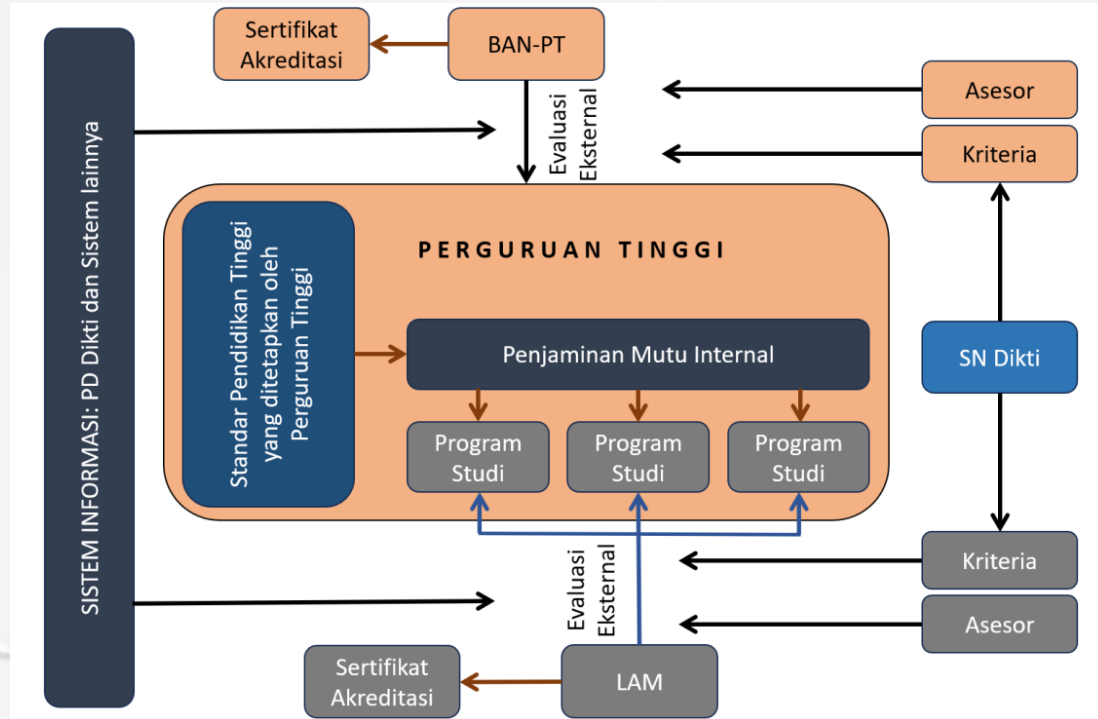 SISTEM INFORMASI: PD Dikti dan Sistem lainnya
Sertifikat
Akreditasi
BAN-PT
Evaluasi
Eksternal
Asesor
Kriteria
Standar Pendidikan Tinggi
yang ditetapkan oleh
Perguruan Tinggi
PERGURUAN TINGGI
Penjaminan Mutu Internal
SN Dikti
Program
Studi
Program
Studi
Program
Studi
Evaluasi
Eksternal
Kriteria
Asesor
Sertifikat
Akreditasi
LAM